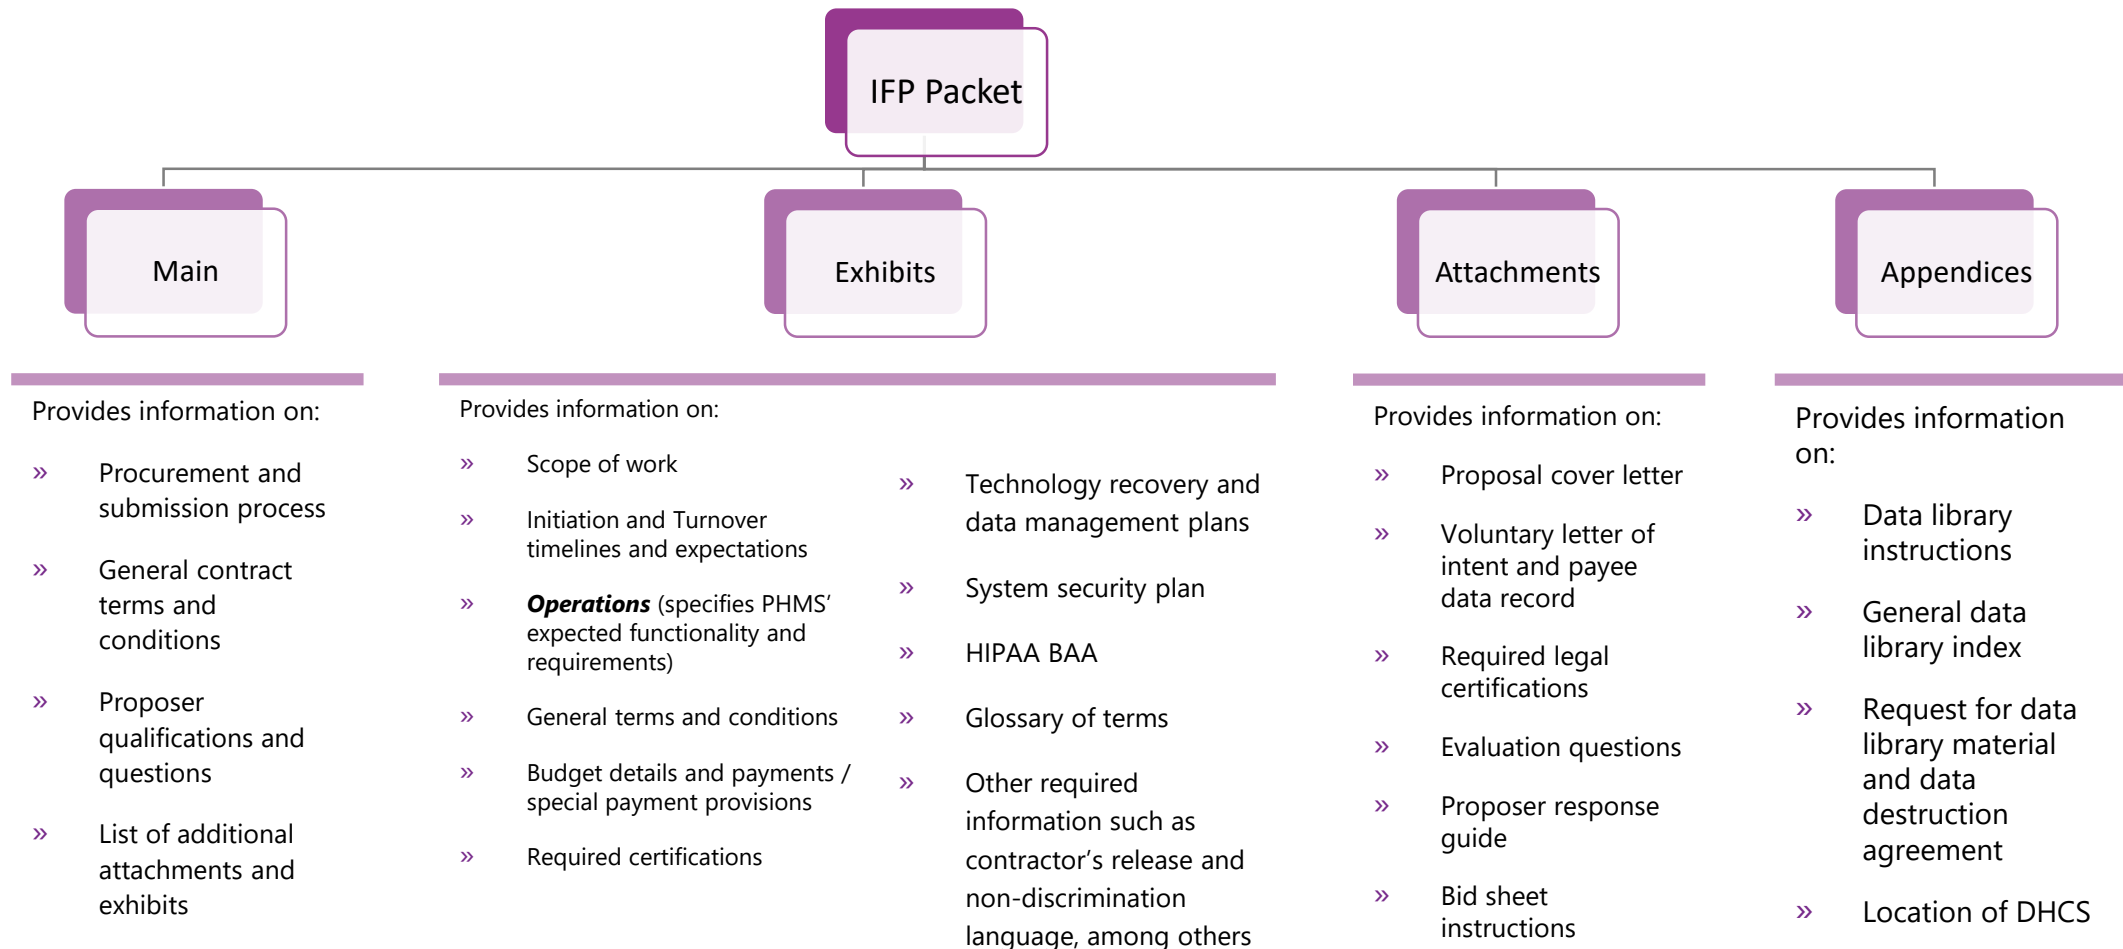 IFP Packet
Main
Exhibits
Attachments
Appendices
Provides information on:
» Procurement and
submission process
» General contract
terms and
conditions
» Proposer
qualifications and
questions
» List of additional
attachments and
exhibits
Provides information on:
» Scope of work
» Initiation and Turnover
timelines and expectations
» Operations (specifies PHMS’
expected functionality and
requirements)
» General terms and conditions
» Budget details and payments /
special payment provisions
» Required certifications
» Technology recovery and
data management plans
» System security plan
» HIPAA BAA
» Glossary of terms
» Other required
information such as
contractor’s release and
non-discrimination
language, among others
Provides information on:
» Proposal cover letter
» Voluntary letter of
intent and payee
data record
» Required legal
certifications
» Evaluation questions
» Proposer response
guide
» Bid sheet
instructions
Provides information
on:
» Data library
instructions
» General data
library index
» Request for data
library material
and data
destruction
agreement
» Location of DHCS